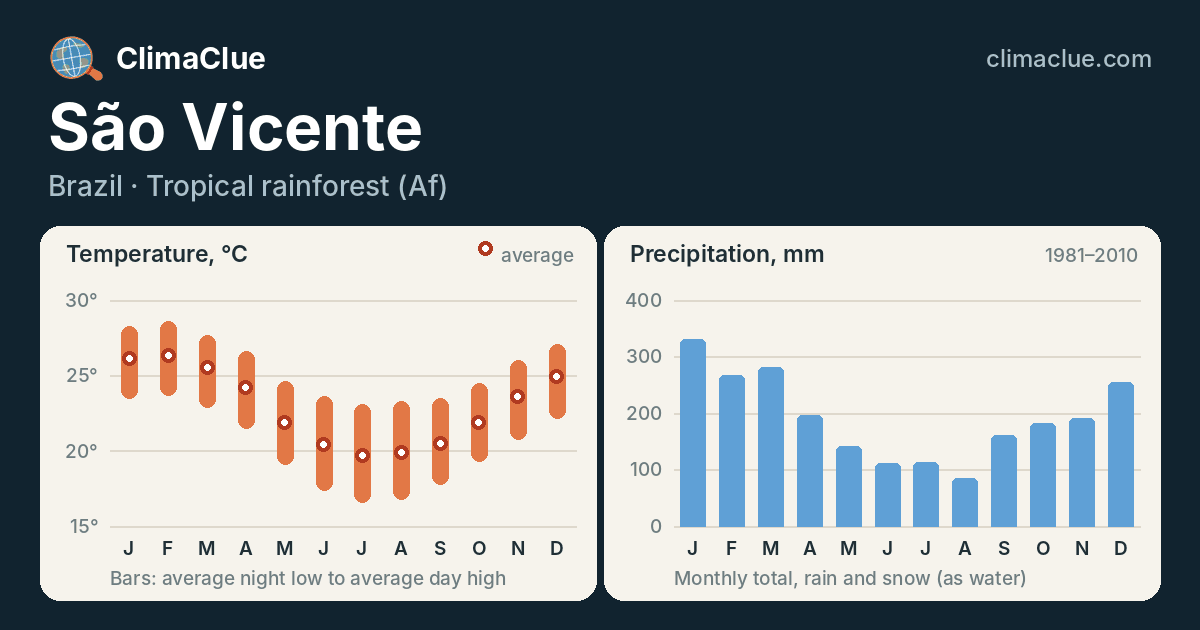 ClimaClue
climaclue.com
São Vicente
Brazil · Tropical rainforest (Af)
Temperature, °C
average
30°
25°
20°
15°
J F M A M J J A S O N D
Bars: average night low to average day high
Precipitation, mm
1981–2010
400
300
200
100
0
J F M A M J J A S O N D
Monthly total, rain and snow (as water)